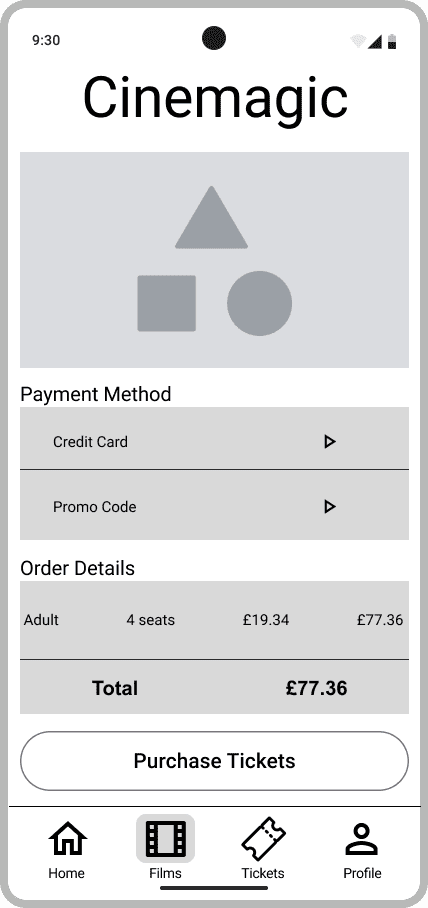 9:30
Cinemagic
Payment Method
Credit Card
Promo Code
Order Details
Adult 4 seats £19.34 £77.36
Total £77.36
Purchase Tickets
Home Films Tickets Profile